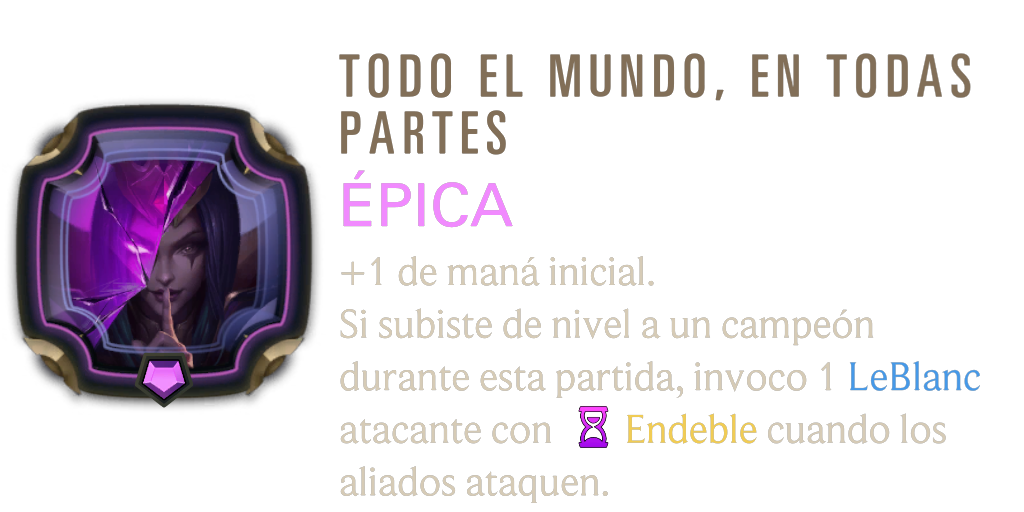 TODO EL MUNDO, EN TODAS
PARTES
ÉPICA
+1 de maná inicial.
Si subiste de nivel a un campeón
durante esta partida, invoco 1 LeBlanc
atacante con Endeble cuando los
aliados ataquen.